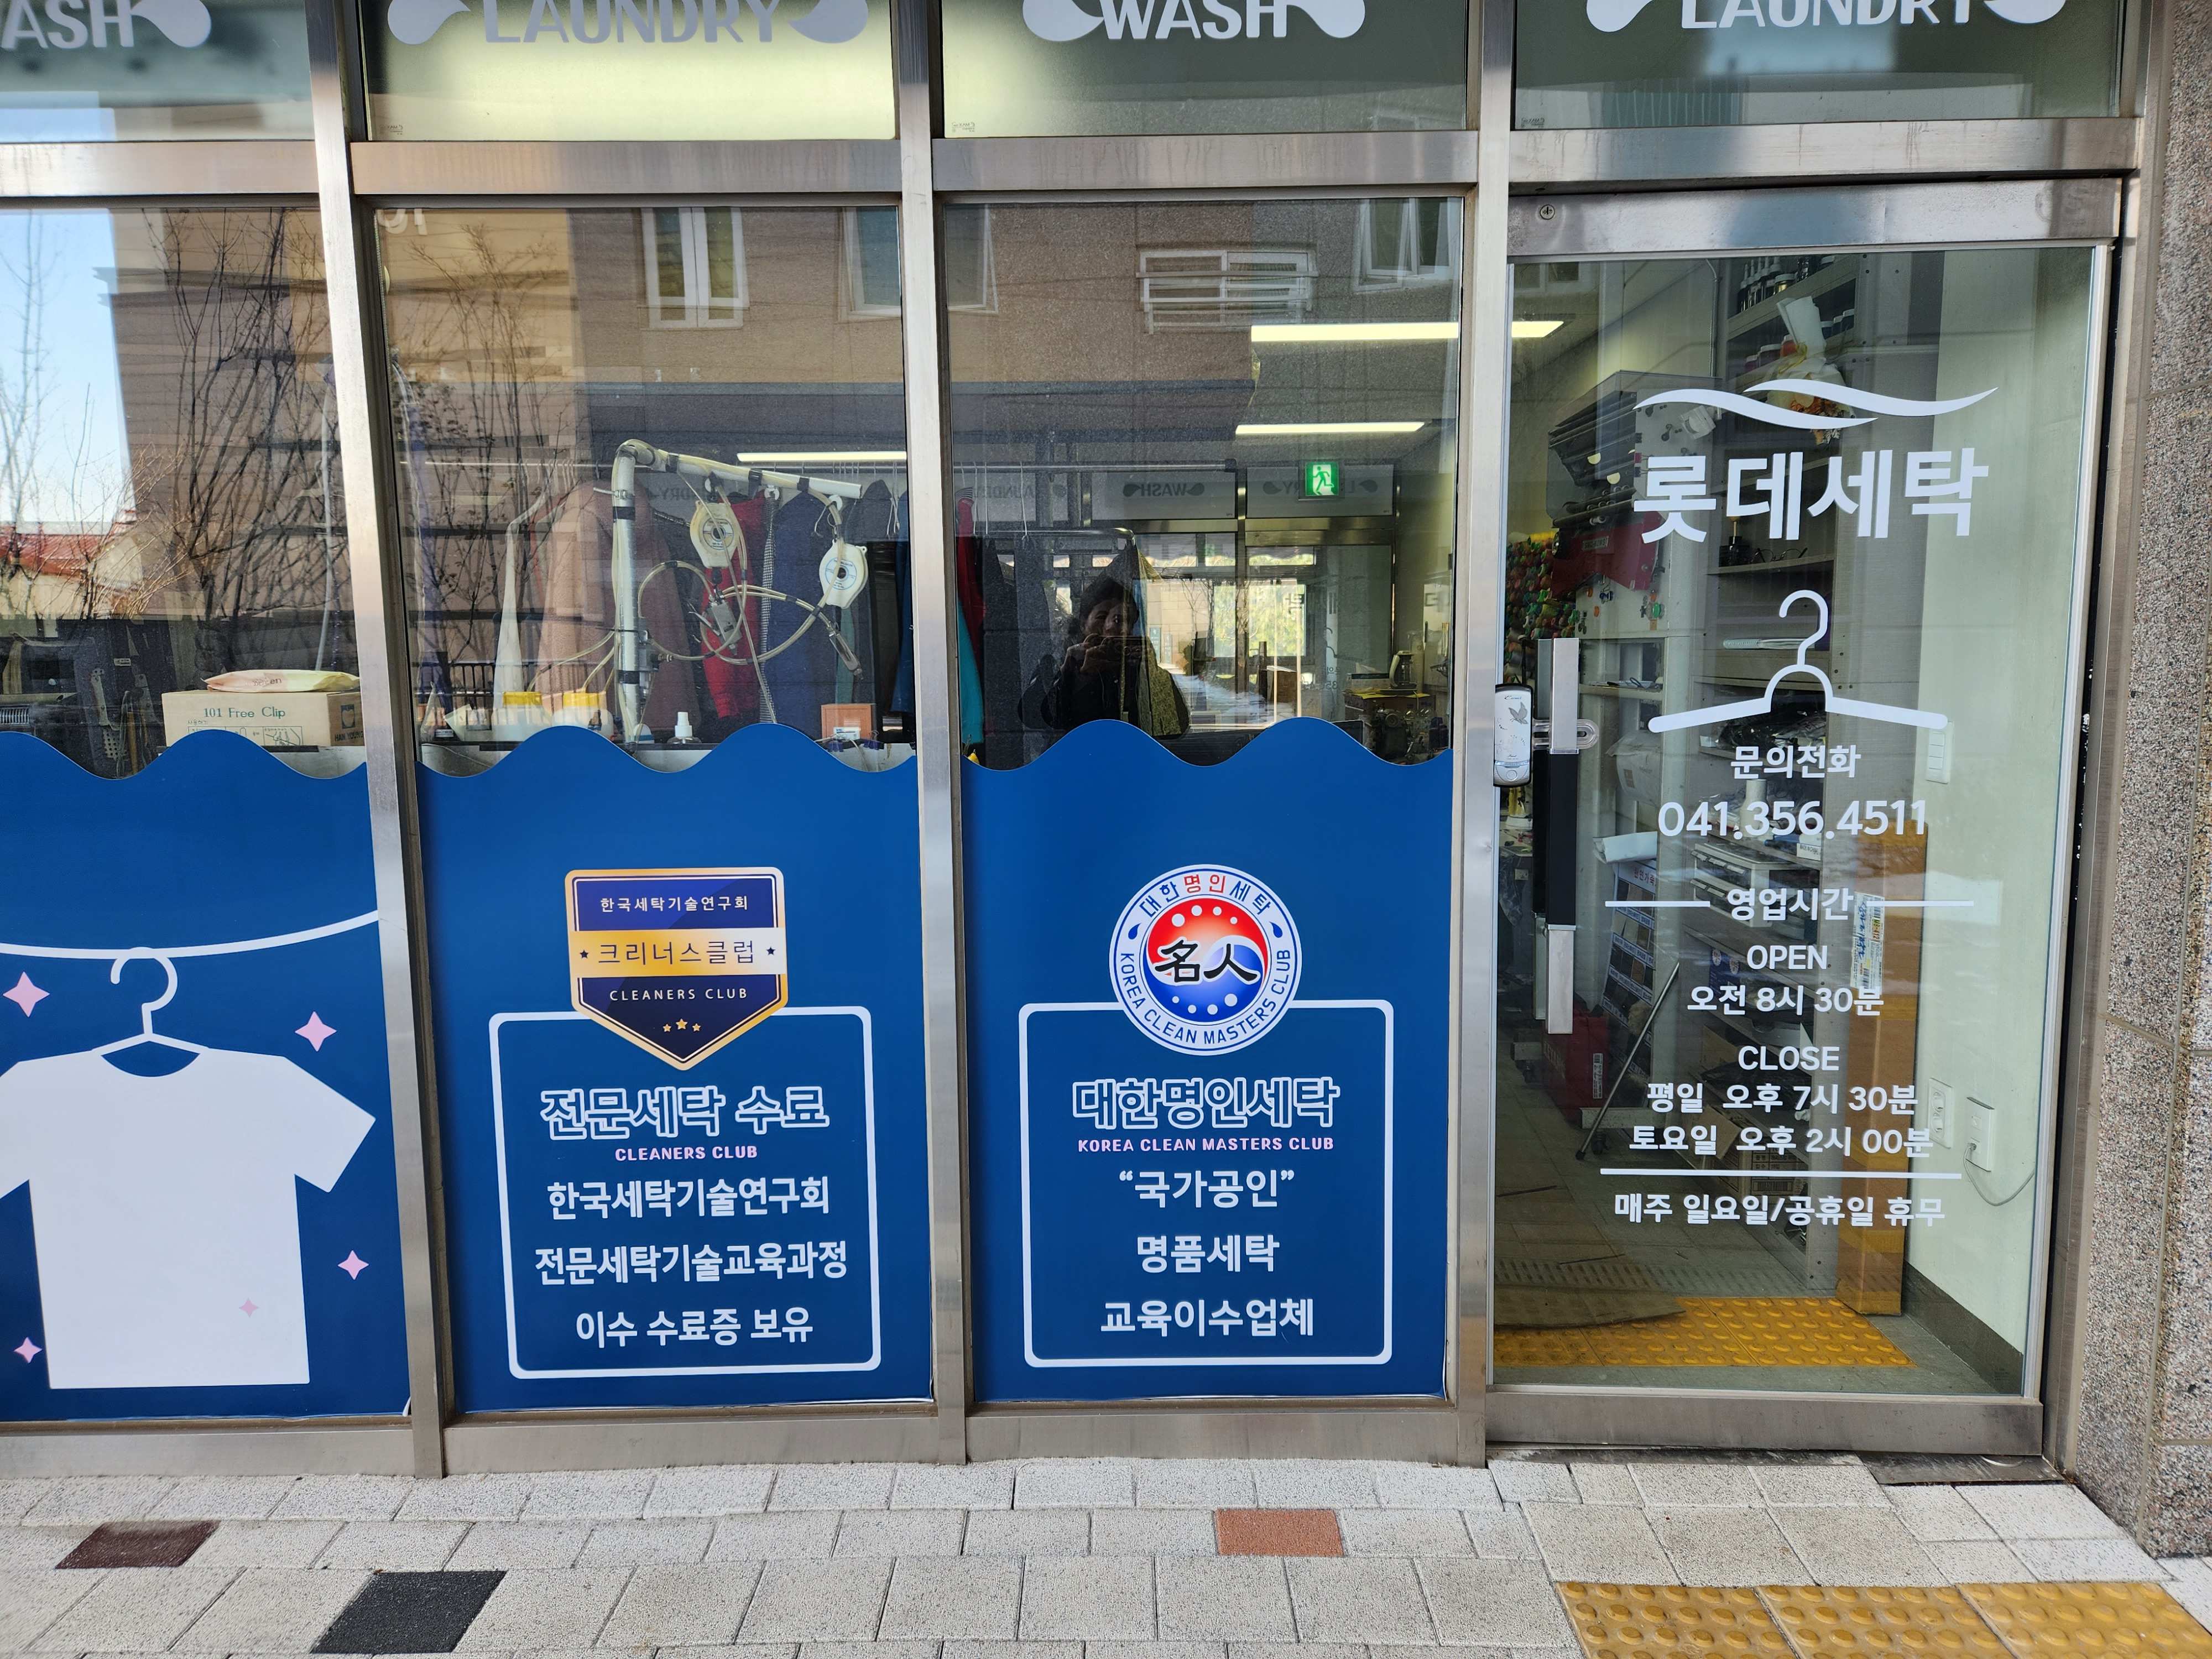 WASH
LAUNDRY
WASH
LAUNDRY
101 Free Clip
롯데세탁
문의전화
041.356.4511
영업시간
OPEN
오전 8시 30분
CLOSE
평일 오후 7시 30분
토요일 오후 2시 00분
매주 일요일/공휴일 휴무
한국세탁기술연구회
크리너스클럽
CLEANERS CLUB
전문세탁 수료
CLEANERS CLUB
한국세탁기술연구회
전문세탁기술교육과정
이수 수료증 보유
대한명인세탁
名人
KOREA CLEAN MASTERS CLUB
대한명인세탁
KOREA CLEAN MASTERS CLUB
“국가공인”
명품세탁
교육이수업체